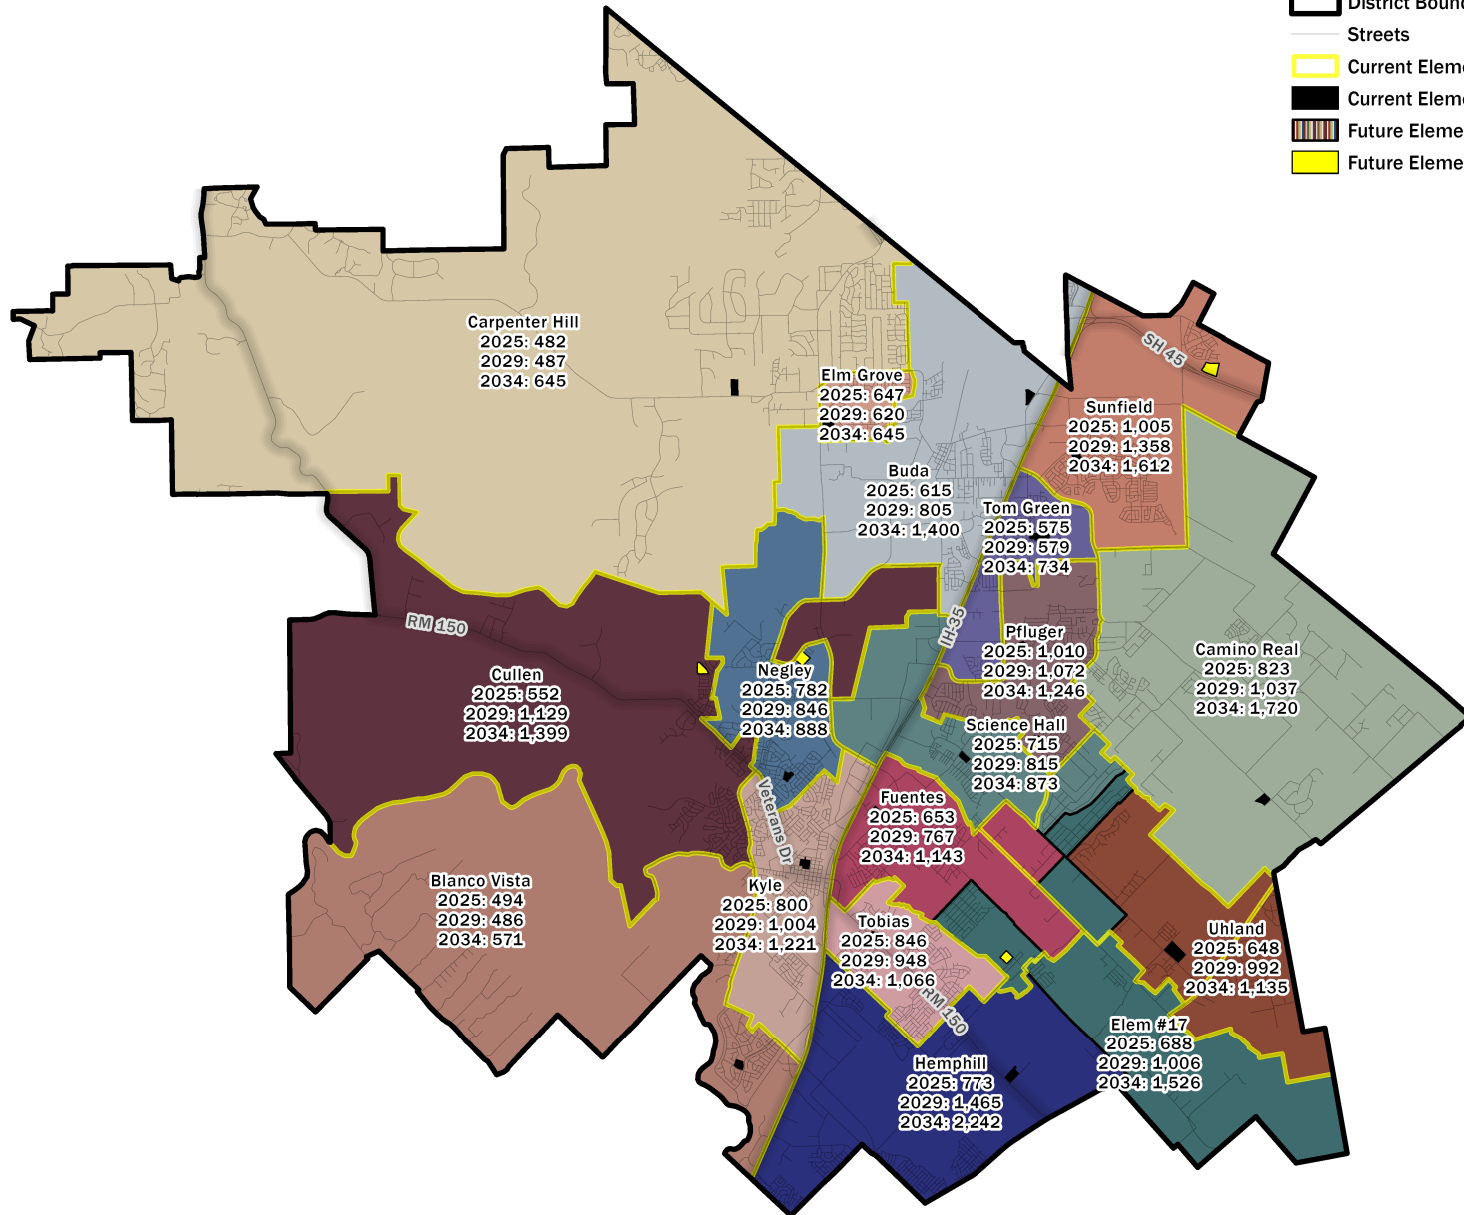 District Bound
Streets
Current Eleme
Current Eleme
Future Eleme
Future Eleme
SH 45
Carpenter Hill
2025: 482
2029: 487
2034: 645
Elm Grove
2025: 647
2029: 620
2034: 645
Sunfield
2025: 1,005
2029: 1,358
2034: 1,612
Buda
2025: 615
2029: 805
2034: 1,400
Tom Green
2025: 575
2029: 579
2034: 734
RM 150
IH-35
Pfluger
2025: 1,010
2029: 1,072
2034: 1,246
Camino Real
2025: 823
2029: 1,037
2034: 1,720
Cullen
2025: 552
2029: 1,129
2034: 1,399
Negley
2025: 782
2029: 846
2034: 888
Science Hall
2025: 715
2029: 815
2034: 873
Veterans Dr
Fuentes
2025: 653
2029: 767
2034: 1,143
Blanco Vista
2025: 494
2029: 486
2034: 571
Kyle
2025: 800
2029: 1,004
2034: 1,221
Tobias
2025: 846
2029: 948
2034: 1,066
RM 150
Uhland
2025: 648
2029: 992
2034: 1,135
Elem #17
2025: 688
2029: 1,006
2034: 1,526
Hemphill
2025: 773
2029: 1,465
2034: 2,242